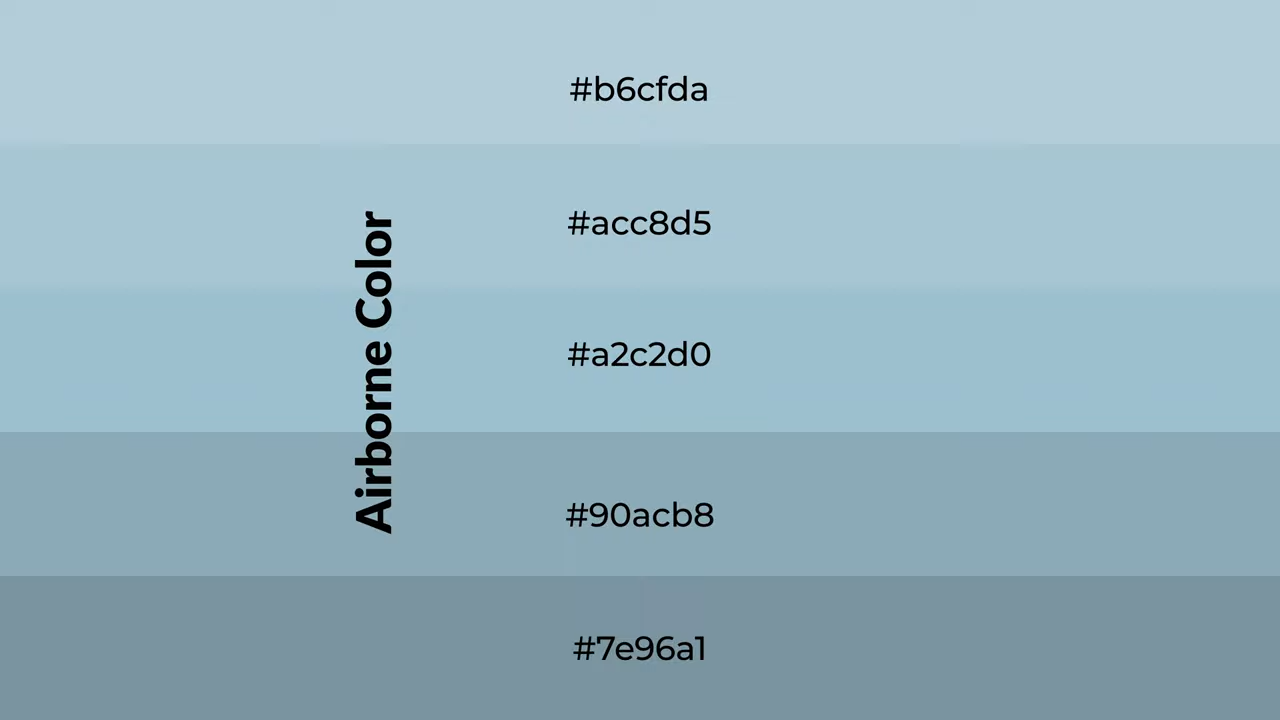 #b6cfda
#acc8d5
Airborne Color
#a2c2d0
#90acb8
#7e96a1